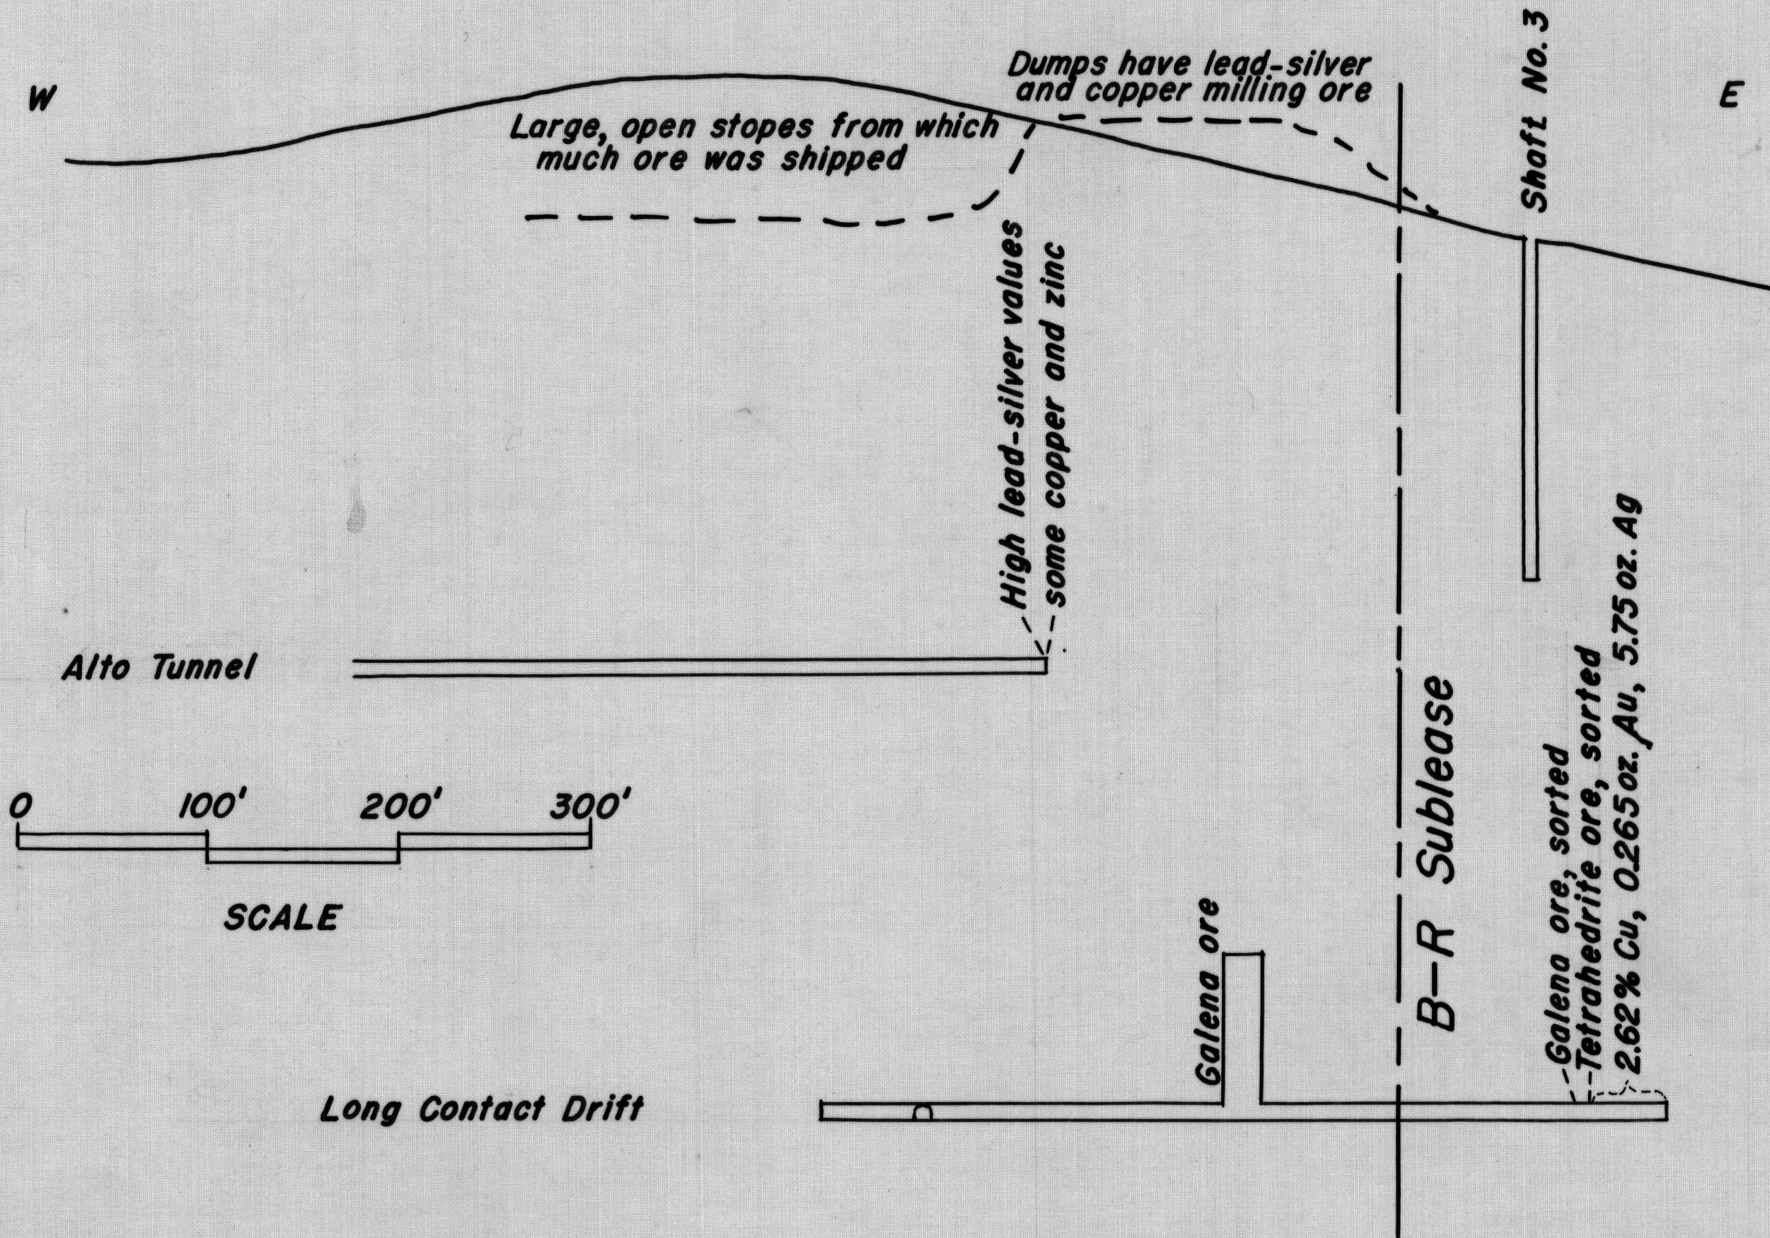 W
Dumps have lead-silver
and copper milling ore
Shaft No. 3
E
Large, open stopes from which
much ore was shipped
High lead-silver values
some copper and zinc
Alto Tunnel
0 100' 200' 300'
SCALE
B-R Sublease
Galena ore
Galena ore, sorted
Tetrahedrite ore, sorted
2.62% Cu, 0.265 oz. Au, 5.75 oz. Ag
Long Contact Drift